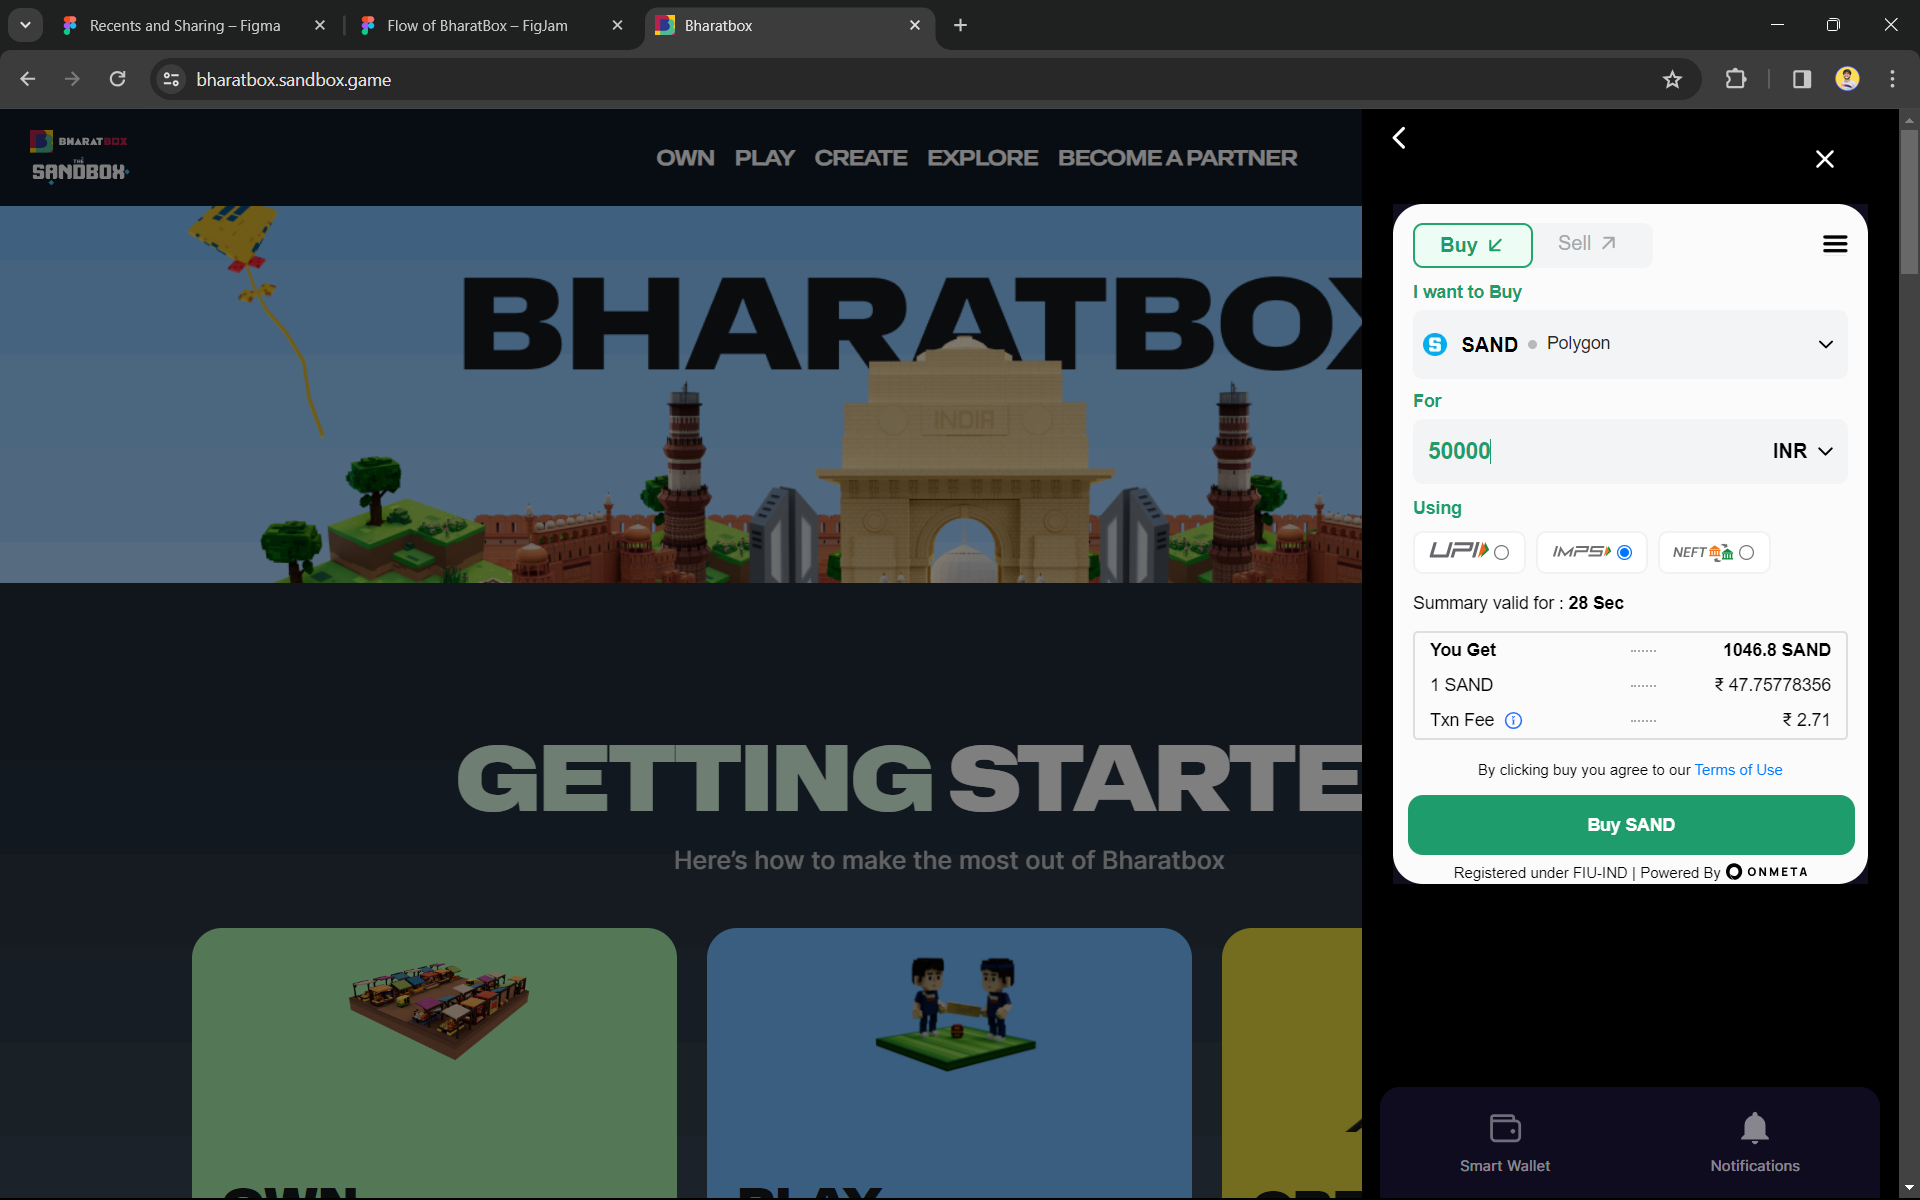 Recents and Sharing – Figma
Flow of BharatBox – FigJam
Bharatbox
bharatbox.sandbox.game
BHARATBOX
THE
SANDBOX
OWN PLAY CREATE EXPLORE BECOME A PARTNER
BHARATBOX
INDIA
GETTING STARTE
Here's how to make the most out of Bharatbox
OWN
PLAY
Buy Sell
I want to Buy
SAND Polygon
For
50000 INR
Using
UPI IMPS NEFT
Summary valid for : 28 Sec
You Get ....... 1046.8 SAND
1 SAND ....... ₹ 47.75778356
Txn Fee ....... ₹ 2.71
By clicking buy you agree to our Terms of Use
Buy SAND
Registered under FIU-IND | Powered By ONMETA
Smart Wallet Notifications